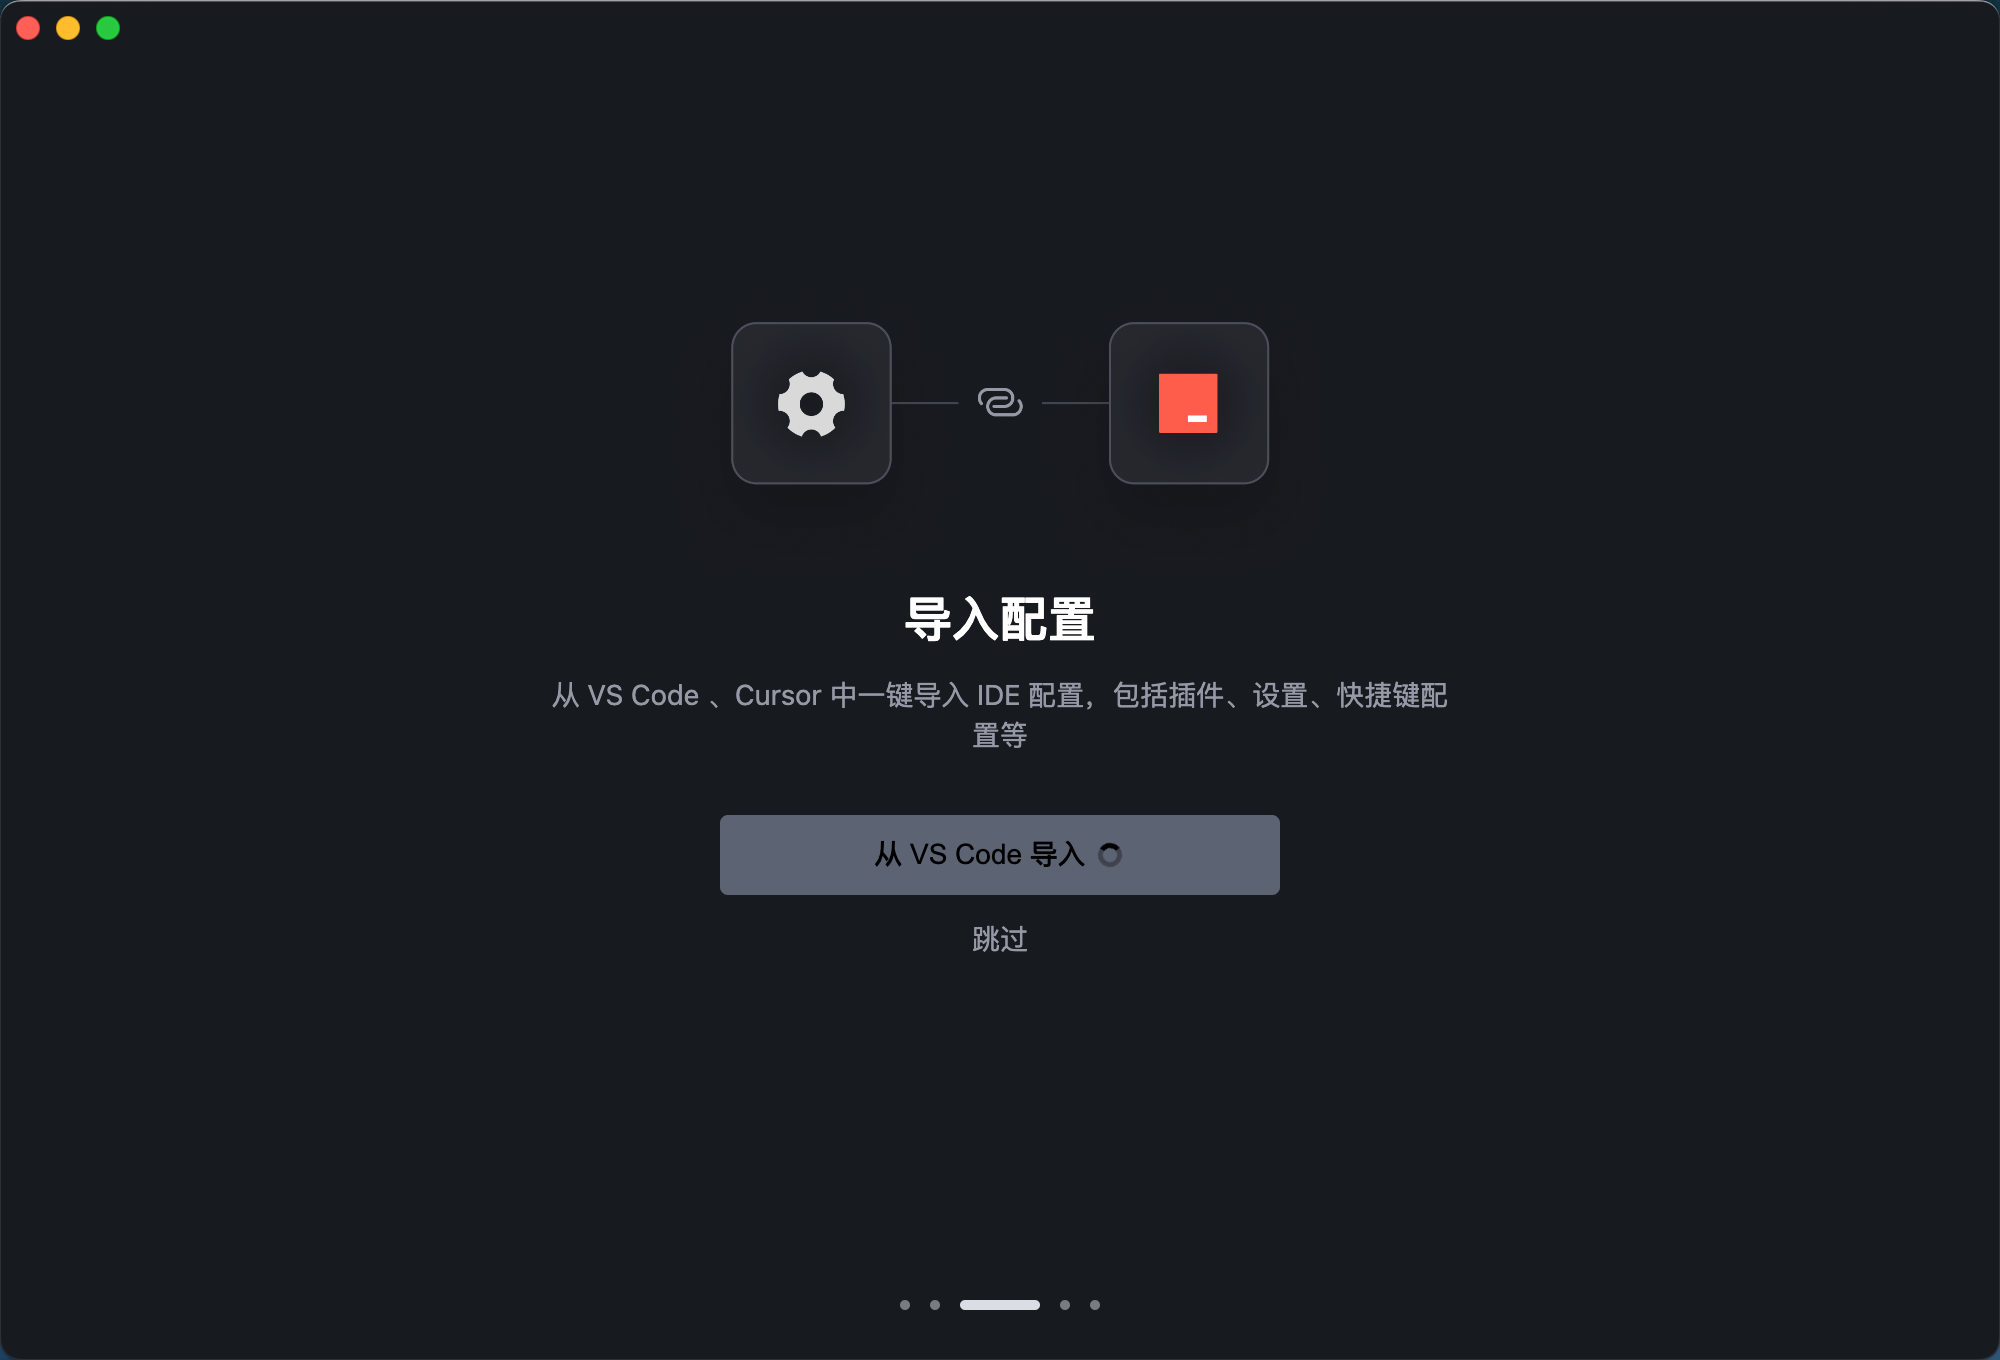 导入配置
从 VS Code 、Cursor 中一键导入 IDE 配置，包括插件、设置、快捷键配
置等
从 VS Code 导入
跳过